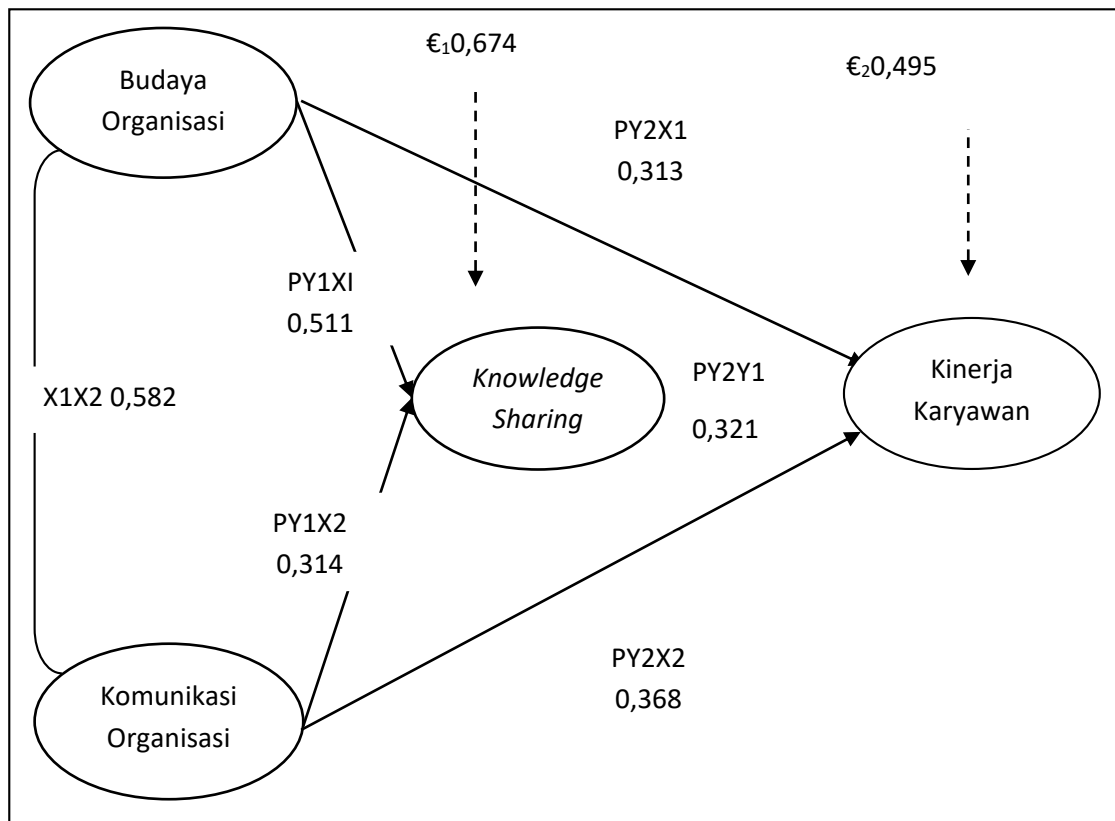 €₁0,674
€₂0,495
Budaya
Organisasi
PY2X1
0,313
PY1XI
0,511
Knowledge
Sharing
PY2Y1
0,321
Kinerja
Karyawan
X1X2 0,582
PY1X2
0,314
Komunikasi
Organisasi
PY2X2
0,368